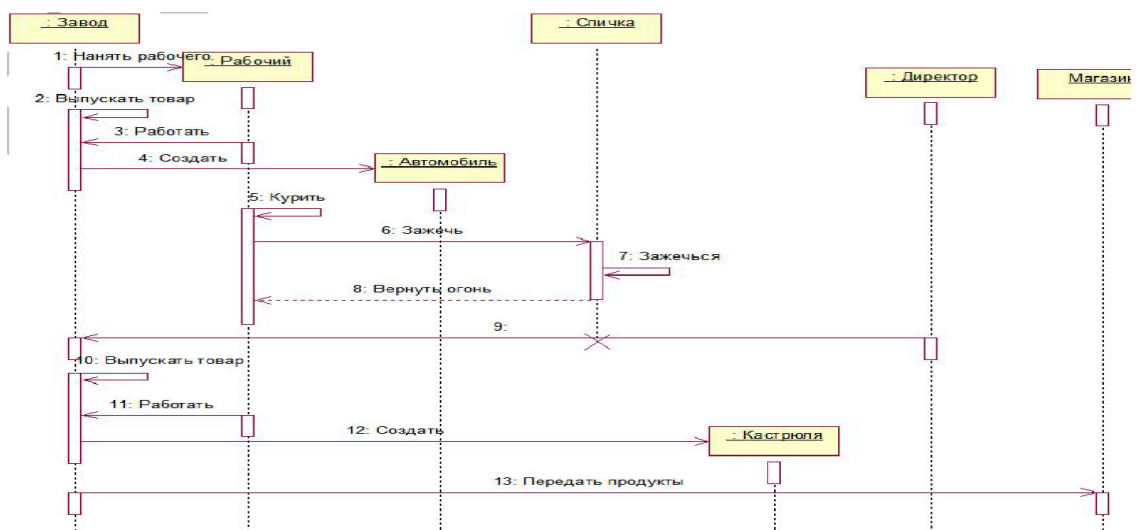 : Завод
: Спичка
1: Нанять рабочего
: Рабочий
: Директор
Магазин
2: Выпускать товар
3: Работать
4: Создать
: Автомобиль
5: Курить
6: Зажечь
7: Зажечься
8: Вернуть огонь
9:
10: Выпускать товар
11: Работать
12: Создать
: Кастрюля
13: Передать продукты